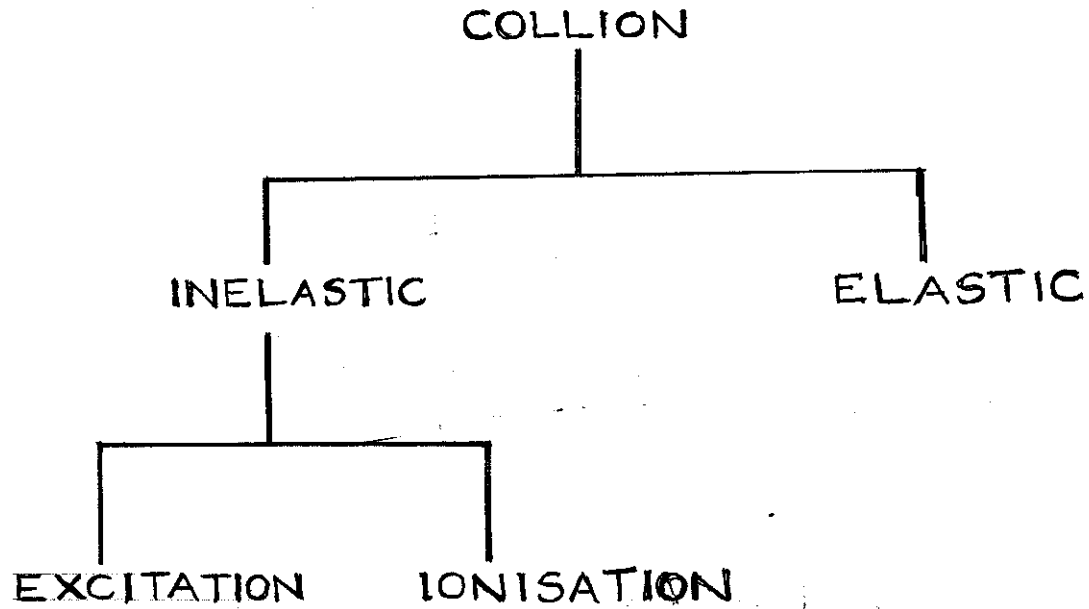 COLLION
INELASTIC
ELASTIC
EXCITATION
IONISATION